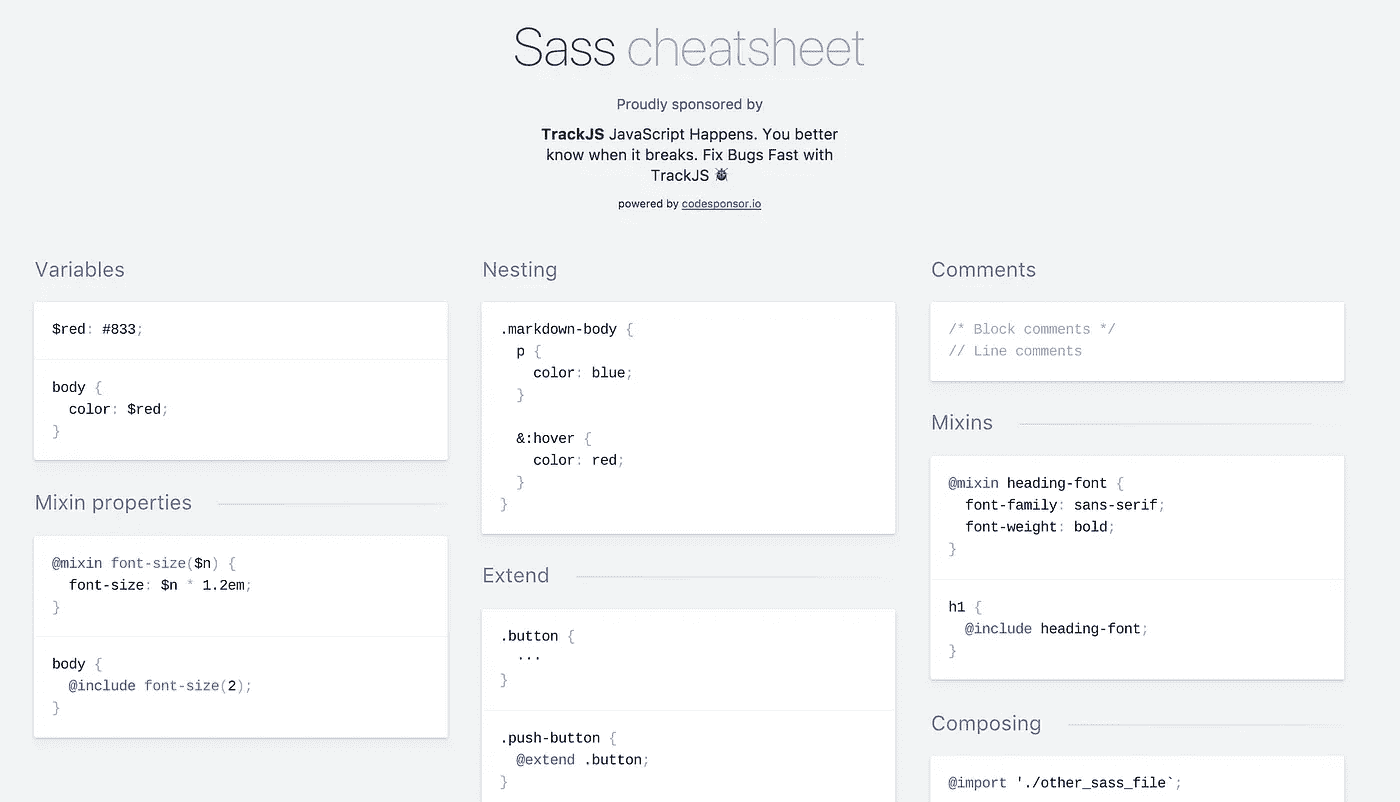 Sass cheatsheet
Proudly sponsored by
TrackJS JavaScript Happens. You better
know when it breaks. Fix Bugs Fast with
TrackJS 🐞
powered by codesponsor.io
Variables
$red: #833;
body {
  color: $red;
}
Mixin properties
@mixin font-size($n) {
  font-size: $n * 1.2em;
}
body {
  @include font-size(2);
}
Nesting
.markdown-body {
  p {
    color: blue;
  }
  &:hover {
    color: red;
  }
}
Extend
.button {
  ...
}
.push-button {
  @extend .button;
}
Comments
/* Block comments */
// Line comments
Mixins
@mixin heading-font {
  font-family: sans-serif;
  font-weight: bold;
}
h1 {
  @include heading-font;
}
Composing
@import './other_sass_file`;